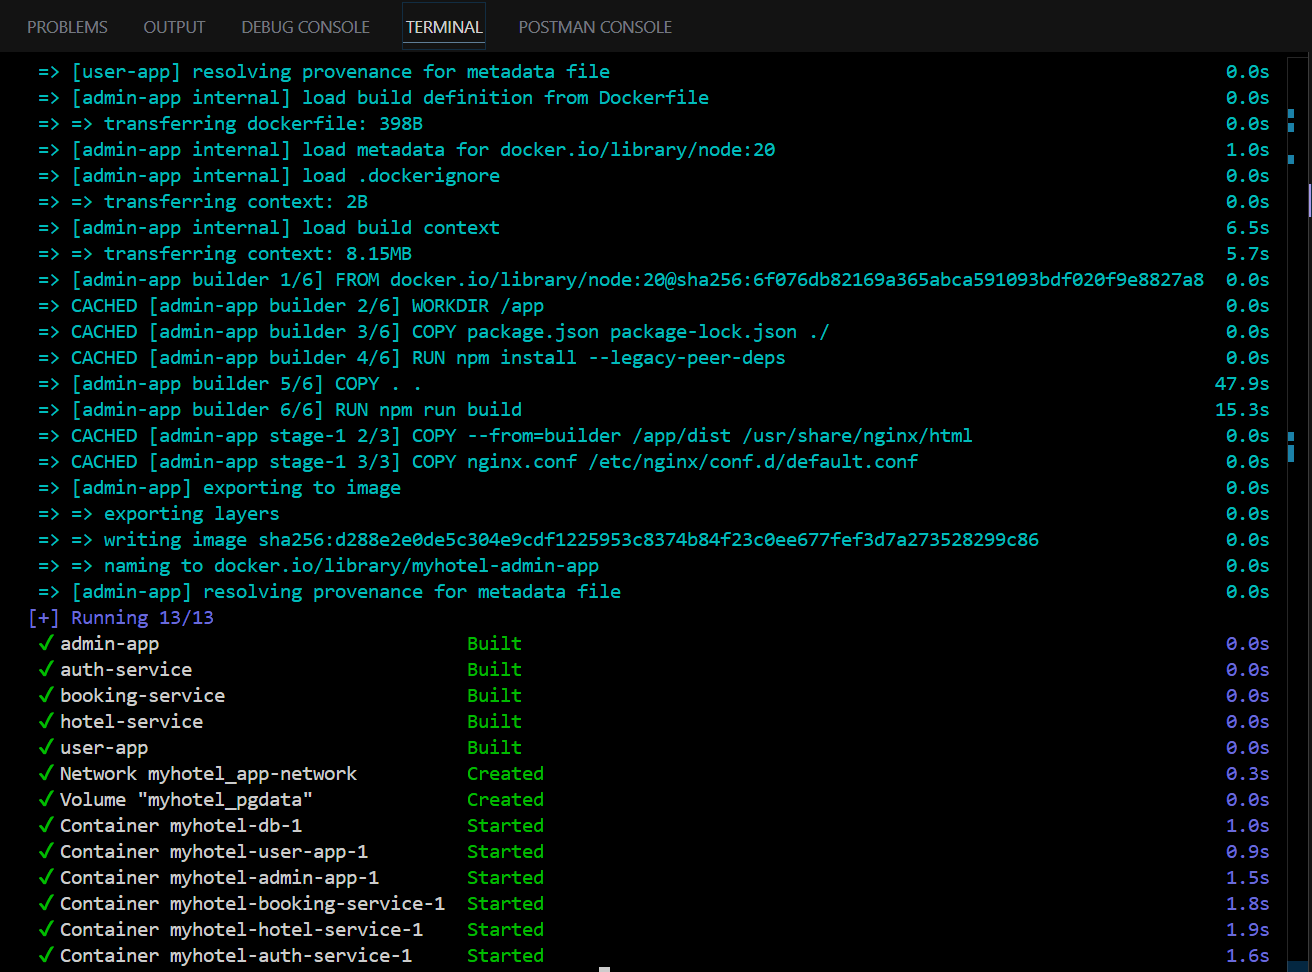 PROBLEMS OUTPUT DEBUG CONSOLE TERMINAL POSTMAN CONSOLE
=> [user-app] resolving provenance for metadata file 0.0s
=> [admin-app internal] load build definition from Dockerfile 0.0s
=> => transferring dockerfile: 398B 0.0s
=> [admin-app internal] load metadata for docker.io/library/node:20 1.0s
=> [admin-app internal] load .dockerignore 0.0s
=> => transferring context: 2B 0.0s
=> [admin-app internal] load build context 6.5s
=> => transferring context: 8.15MB 5.7s
=> [admin-app builder 1/6] FROM docker.io/library/node:20@sha256:6f076db82169a365abca591093bdf020f9e8827a8 0.0s
=> CACHED [admin-app builder 2/6] WORKDIR /app 0.0s
=> CACHED [admin-app builder 3/6] COPY package.json package-lock.json ./ 0.0s
=> CACHED [admin-app builder 4/6] RUN npm install --legacy-peer-deps 0.0s
=> [admin-app builder 5/6] COPY . . 47.9s
=> [admin-app builder 6/6] RUN npm run build 15.3s
=> CACHED [admin-app stage-1 2/3] COPY --from=builder /app/dist /usr/share/nginx/html 0.0s
=> CACHED [admin-app stage-1 3/3] COPY nginx.conf /etc/nginx/conf.d/default.conf 0.0s
=> [admin-app] exporting to image 0.0s
=> => exporting layers 0.0s
=> => writing image sha256:d288e2e0de5c304e9cdf1225953c8374b84f23c0ee677fef3d7a273528299c86 0.0s
=> => naming to docker.io/library/myhotel-admin-app 0.0s
=> [admin-app] resolving provenance for metadata file 0.0s
[+] Running 13/13
✓ admin-app Built 0.0s
✓ auth-service Built 0.0s
✓ booking-service Built 0.0s
✓ hotel-service Built 0.0s
✓ user-app Built 0.0s
✓ Network myhotel_app-network Created 0.3s
✓ Volume "myhotel_pgdata" Created 0.0s
✓ Container myhotel-db-1 Started 1.0s
✓ Container myhotel-user-app-1 Started 0.9s
✓ Container myhotel-admin-app-1 Started 1.5s
✓ Container myhotel-booking-service-1 Started 1.8s
✓ Container myhotel-hotel-service-1 Started 1.9s
✓ Container myhotel-auth-service-1 Started 1.6s